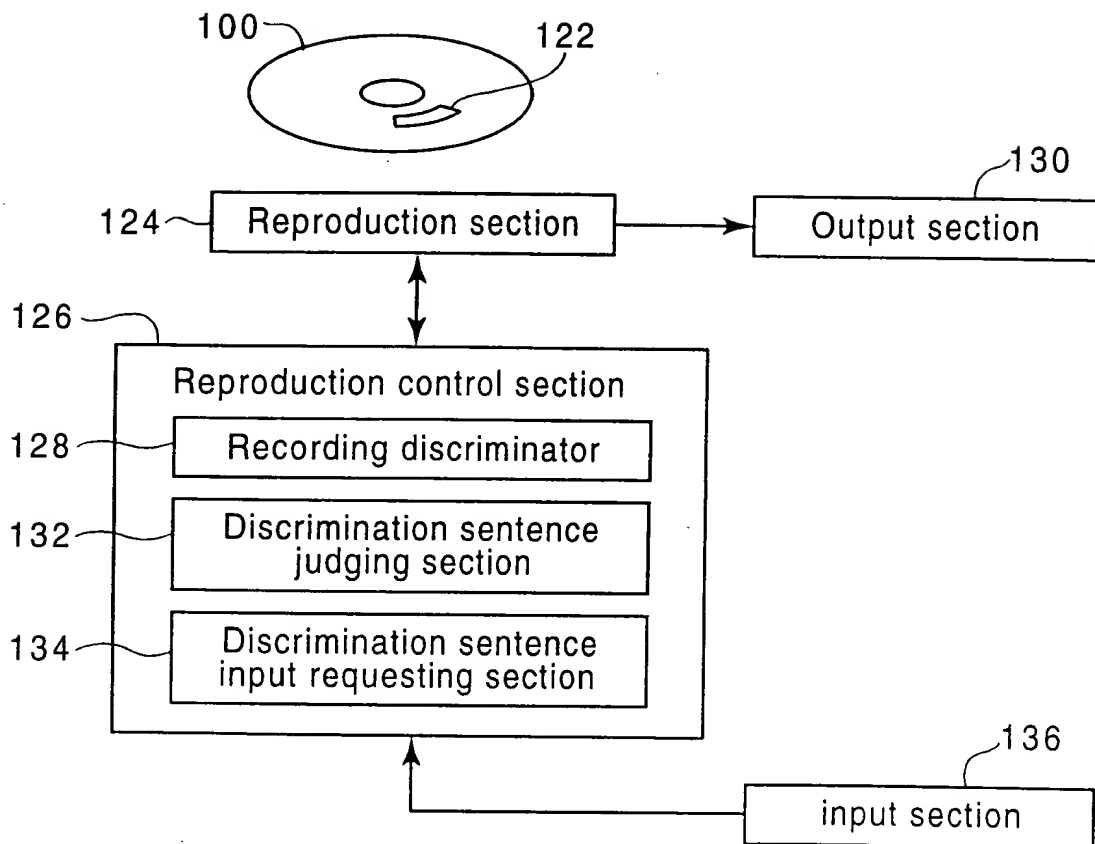 100
122
130
124
Reproduction section
Output section
126
Reproduction control section
128
Recording discriminator
132
Discrimination sentence
judging section
134
Discrimination sentence
input requesting section
136
input section